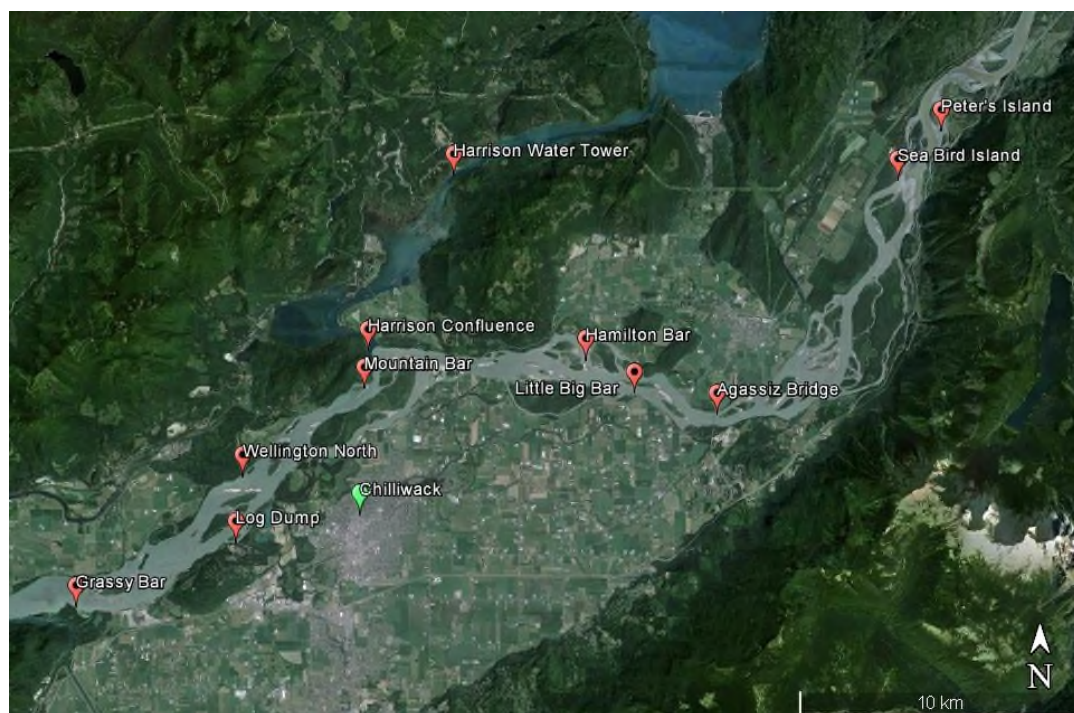 Peter's Island
Harrison Water Tower
Sea Bird Island
Harrison Confluence
Hamilton Bar
Mountain Bar
Little Big Bar
Agassiz Bridge
Wellington North
Chilliwack
Log Dump
Grassy Bar
N
10 km